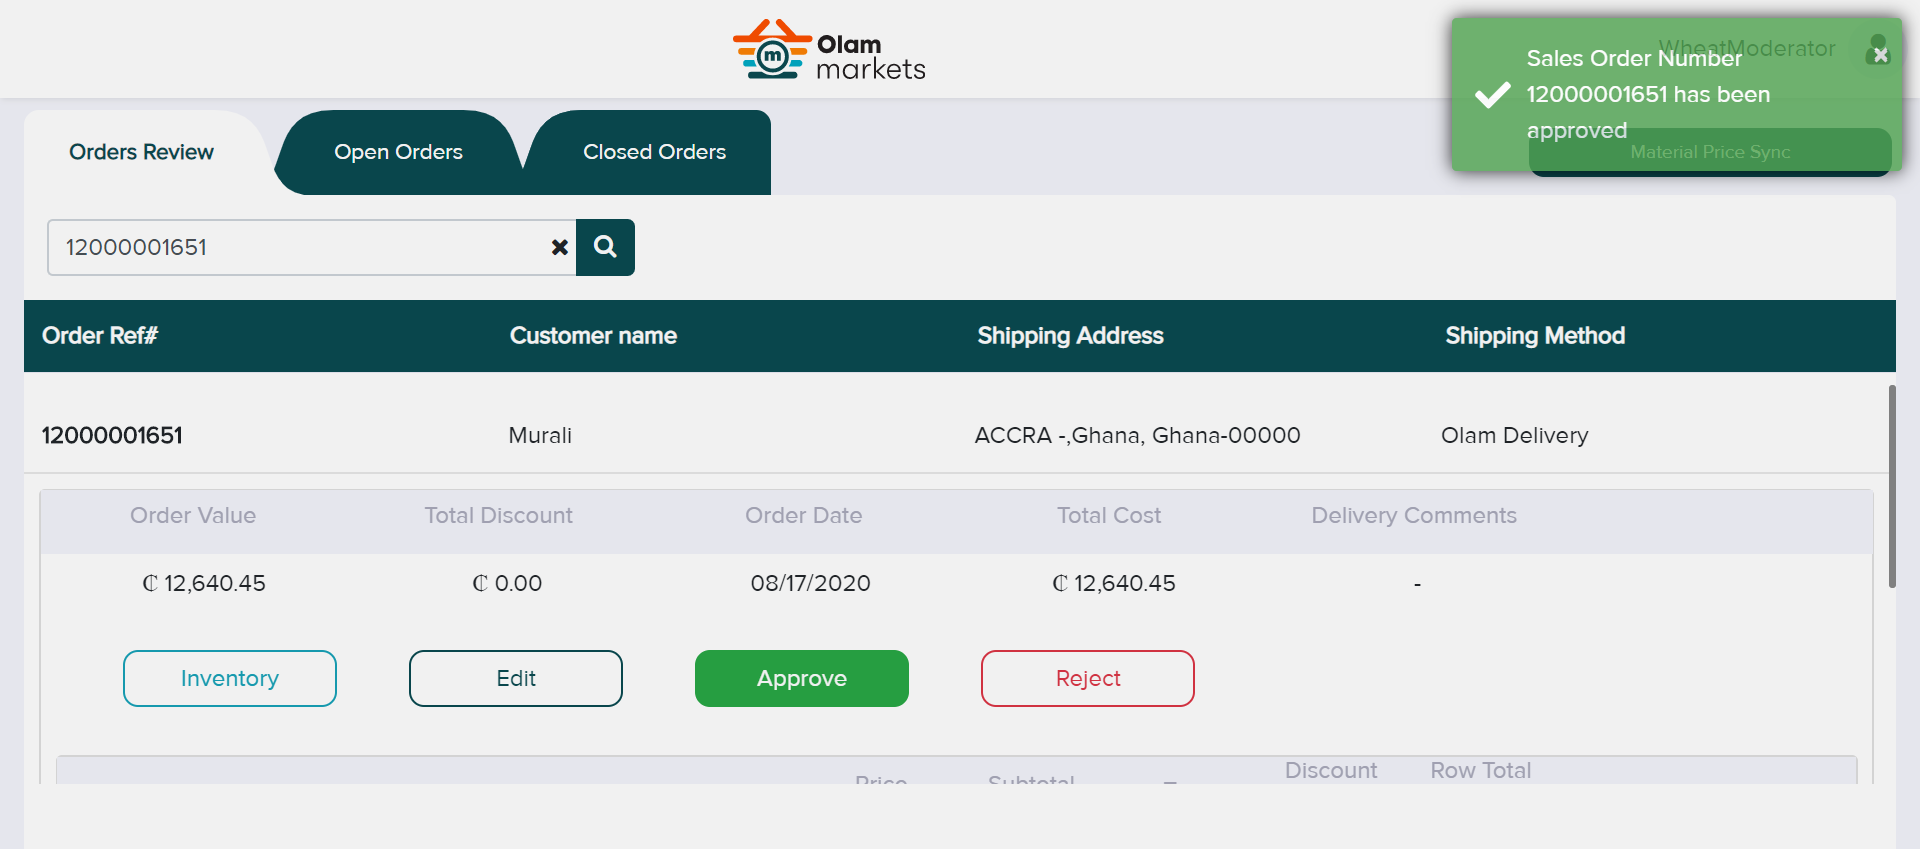 Olam
markets
WheatModerator
Sales Order Number
12000001651 has been
approved
Material Price Sync
Orders Review
Open Orders
Closed Orders
12000001651
Order Ref#
Customer name
Shipping Address
Shipping Method
12000001651
Murali
ACCRA -,Ghana, Ghana-00000
Olam Delivery
Order Value
Total Discount
Order Date
Total Cost
Delivery Comments
₵ 12,640.45
₵ 0.00
08/17/2020
₵ 12,640.45
-
Inventory
Edit
Approve
Reject
Price
Subtotal
Discount
Row Total